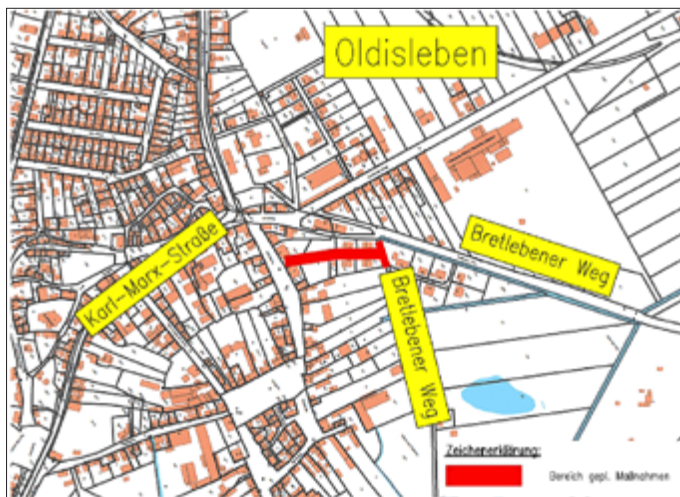 Oldisleben
Karl-Marx-Straße
Bretlebener Weg
Bretlebener Weg
Zeichenerklärung:
Bereich gepl. Maßnahmen